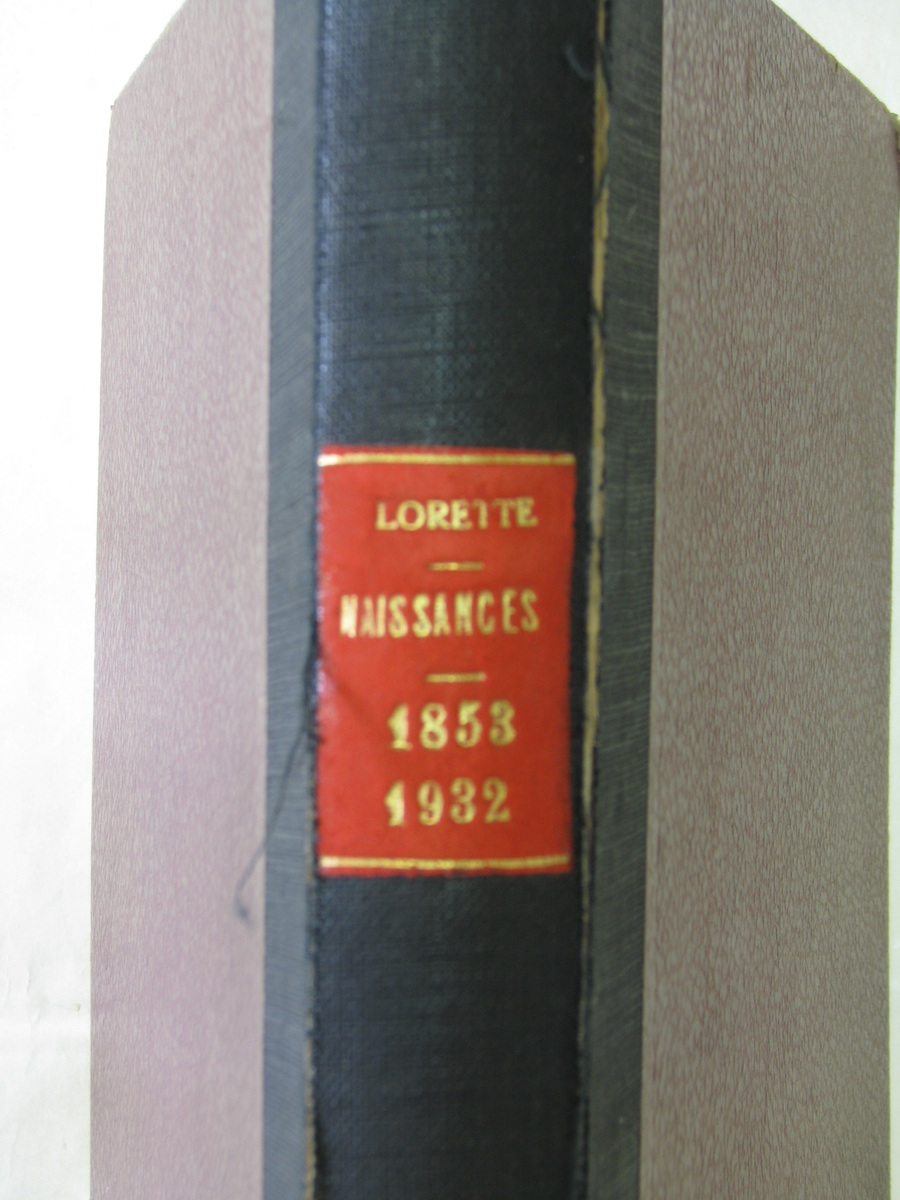 LORETTE
NAISSANCES
1853
1932